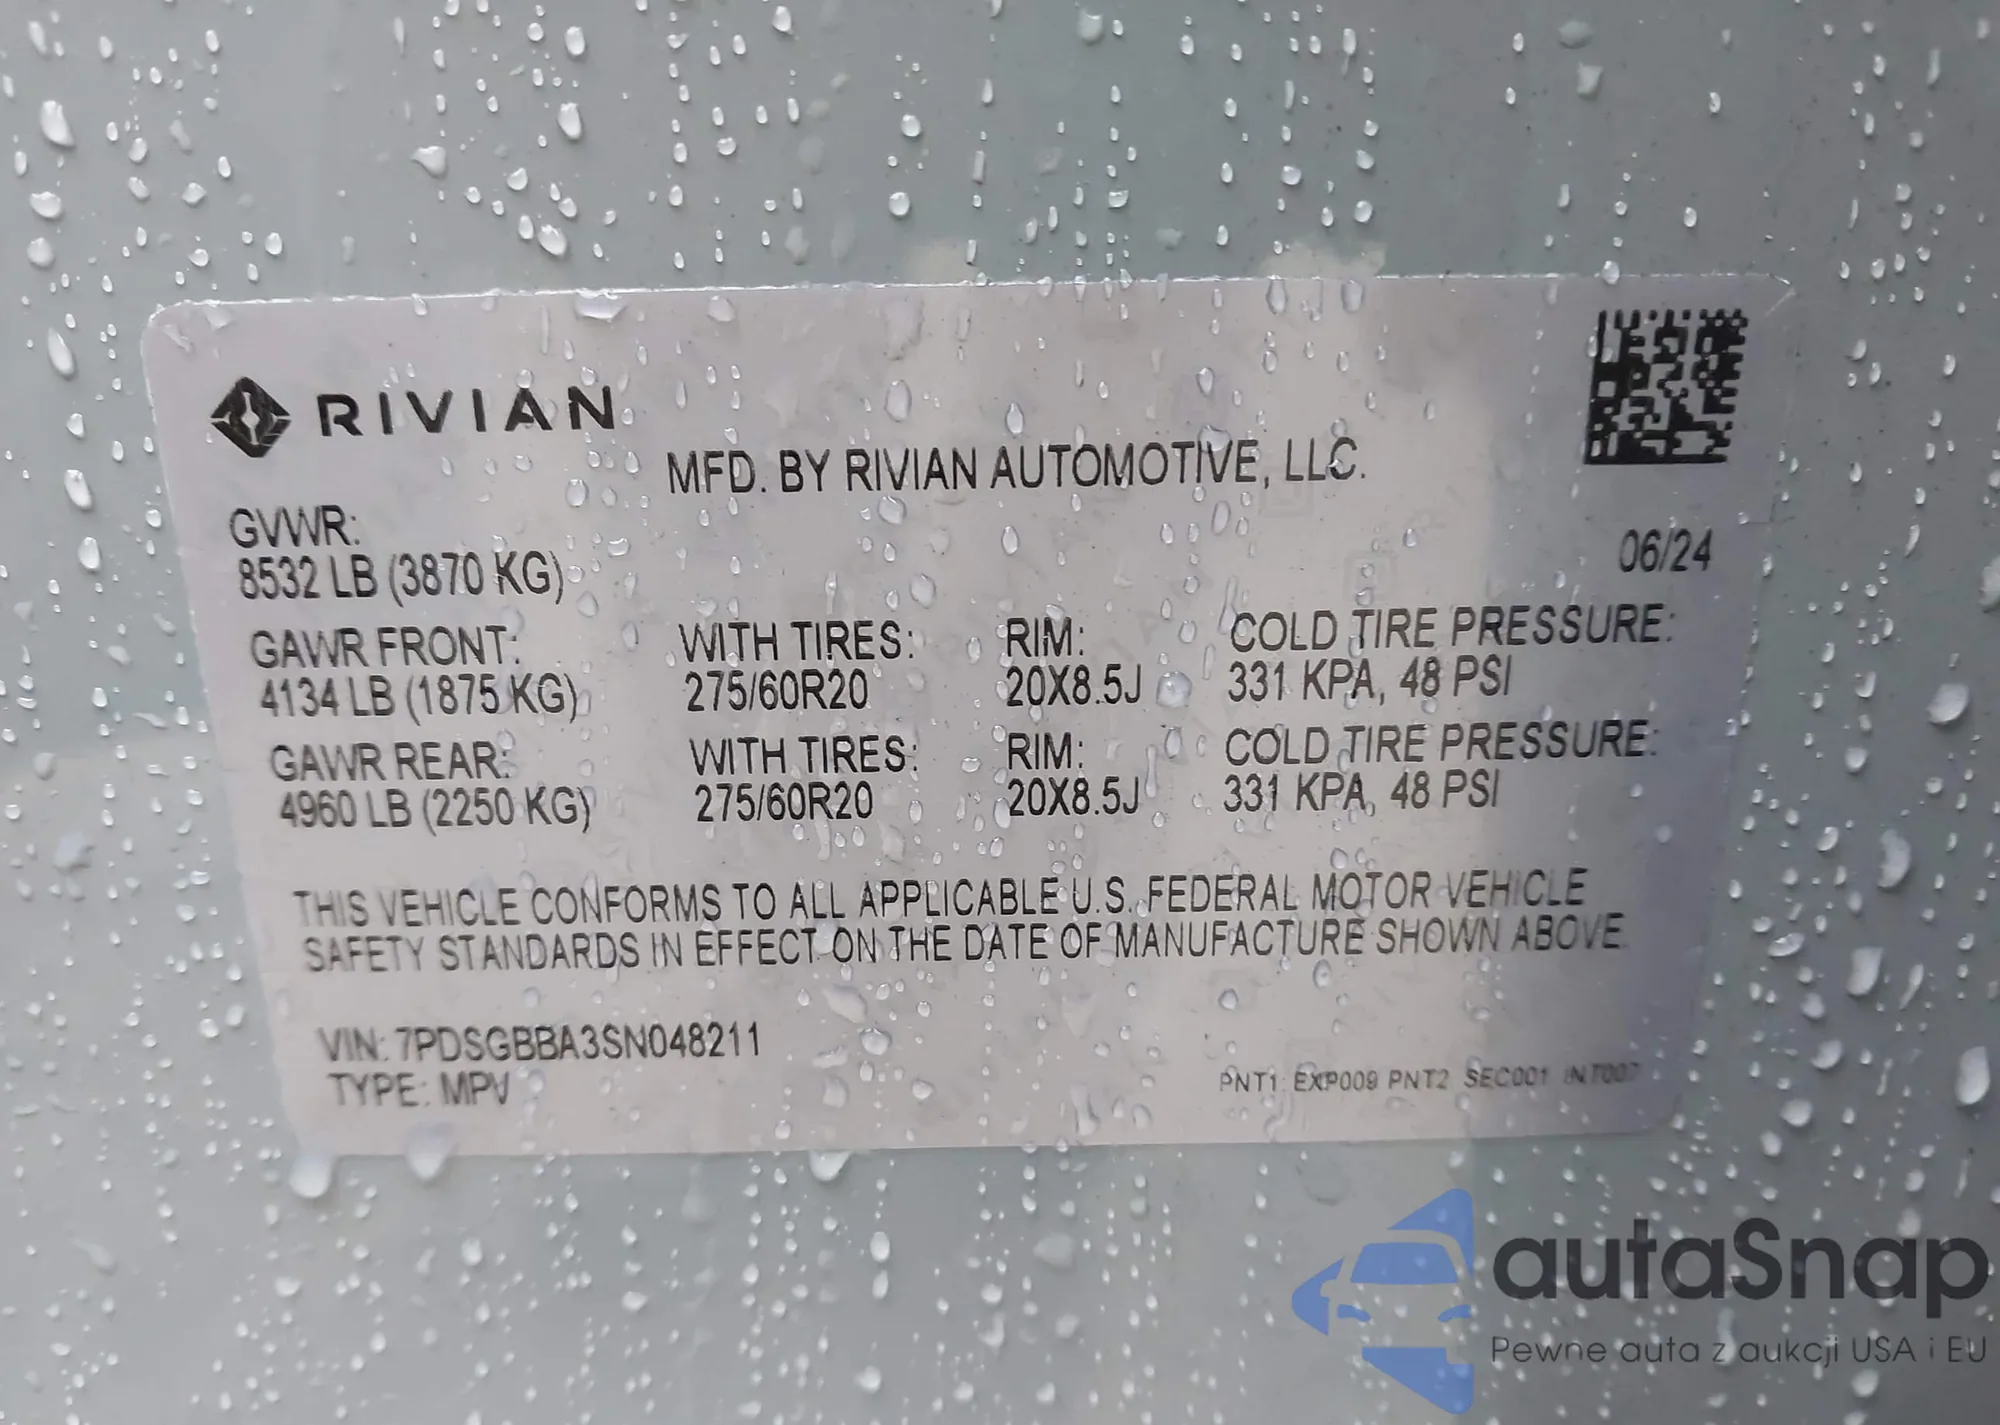 RIVIAN
MFD. BY RIVIAN AUTOMOTIVE, LLC.
GVWR:
8532 LB (3870 KG)
06/24
GAWR FRONT: WITH TIRES: RIM: COLD TIRE PRESSURE:
4134 LB (1875 KG) 275/60R20 20X8.5J 331 KPA, 48 PSI
GAWR REAR: WITH TIRES: RIM: COLD TIRE PRESSURE:
4960 LB (2250 KG) 275/60R20 20X8.5J 331 KPA, 48 PSI
THIS VEHICLE CONFORMS TO ALL APPLICABLE U.S. FEDERAL MOTOR VEHICLE
SAFETY STANDARDS IN EFFECT ON THE DATE OF MANUFACTURE SHOWN ABOVE.
VIN: 7PDSGBBA3SN048211
TYPE: MPV
PNT1: EXP009 PNT2 SEC001 INT007
autaSnap
Pewne auta z aukcji USA i EU